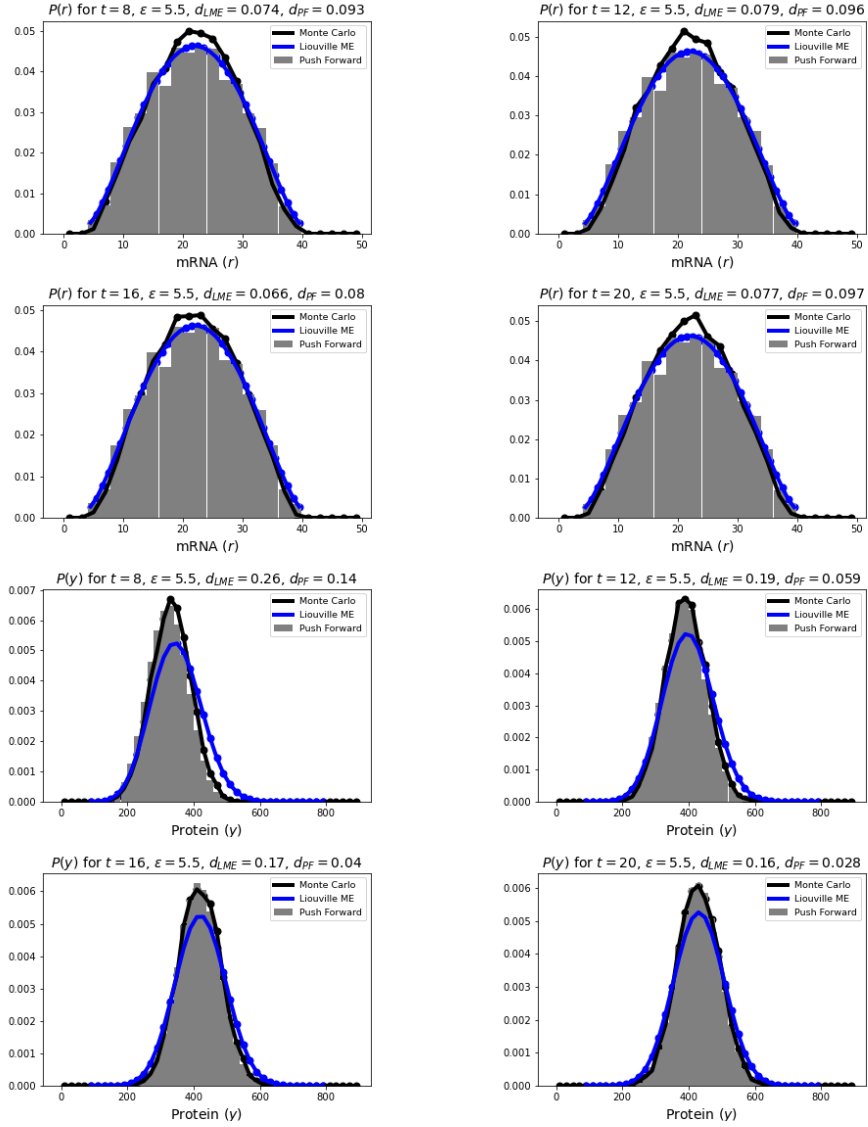 P(r) for t = 8, ε = 5.5, d_LME = 0.074, d_PF = 0.093
0.05
0.04
0.03
0.02
0.01
0.00
Monte Carlo
Liouville ME
Push Forward
0 10 20 30 40 50
mRNA (r)
P(r) for t = 12, ε = 5.5, d_LME = 0.079, d_PF = 0.096
0.05
0.04
0.03
0.02
0.01
0.00
Monte Carlo
Liouville ME
Push Forward
0 10 20 30 40 50
mRNA (r)
P(r) for t = 16, ε = 5.5, d_LME = 0.066, d_PF = 0.08
0.05
0.04
0.03
0.02
0.01
0.00
Monte Carlo
Liouville ME
Push Forward
0 10 20 30 40 50
mRNA (r)
P(r) for t = 20, ε = 5.5, d_LME = 0.077, d_PF = 0.097
0.05
0.04
0.03
0.02
0.01
0.00
Monte Carlo
Liouville ME
Push Forward
0 10 20 30 40 50
mRNA (r)
P(y) for t = 8, ε = 5.5, d_LME = 0.26, d_PF = 0.14
0.007
0.006
0.005
0.004
0.003
0.002
0.001
0.000
Monte Carlo
Liouville ME
Push Forward
0 200 400 600 800
Protein (y)
P(y) for t = 12, ε = 5.5, d_LME = 0.19, d_PF = 0.059
0.006
0.005
0.004
0.003
0.002
0.001
0.000
Monte Carlo
Liouville ME
Push Forward
0 200 400 600 800
Protein (y)
P(y) for t = 16, ε = 5.5, d_LME = 0.17, d_PF = 0.04
0.006
0.005
0.004
0.003
0.002
0.001
0.000
Monte Carlo
Liouville ME
Push Forward
0 200 400 600 800
Protein (y)
P(y) for t = 20, ε = 5.5, d_LME = 0.16, d_PF = 0.028
0.006
0.005
0.004
0.003
0.002
0.001
0.000
Monte Carlo
Liouville ME
Push Forward
0 200 400 600 800
Protein (y)